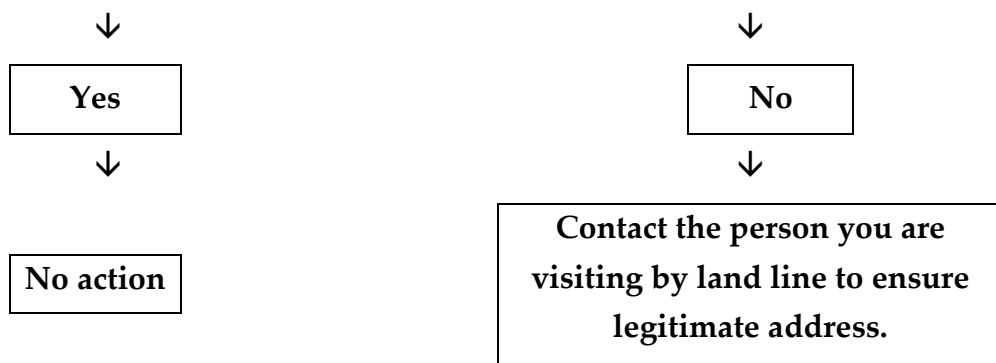 ↓ ↓
Yes No
↓ ↓
No action
Contact the person you are
visiting by land line to ensure
legitimate address.